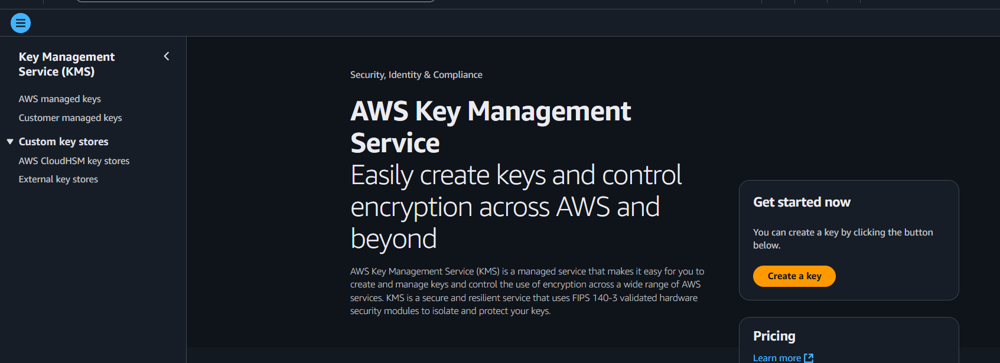 Key Management
Service (KMS)
AWS managed keys
Customer managed keys
Custom key stores
AWS CloudHSM key stores
External key stores
Security, Identity & Compliance
AWS Key Management
Service
Easily create keys and control
encryption across AWS and
beyond
AWS Key Management Service (KMS) is a managed service that makes it easy for you to
create and manage keys and control the use of encryption across a wide range of AWS
services. KMS is a secure and resilient service that uses FIPS 140-3 validated hardware
security modules to isolate and protect your keys.
Get started now
You can create a key by clicking the button
below.
Create a key
Pricing
Learn more